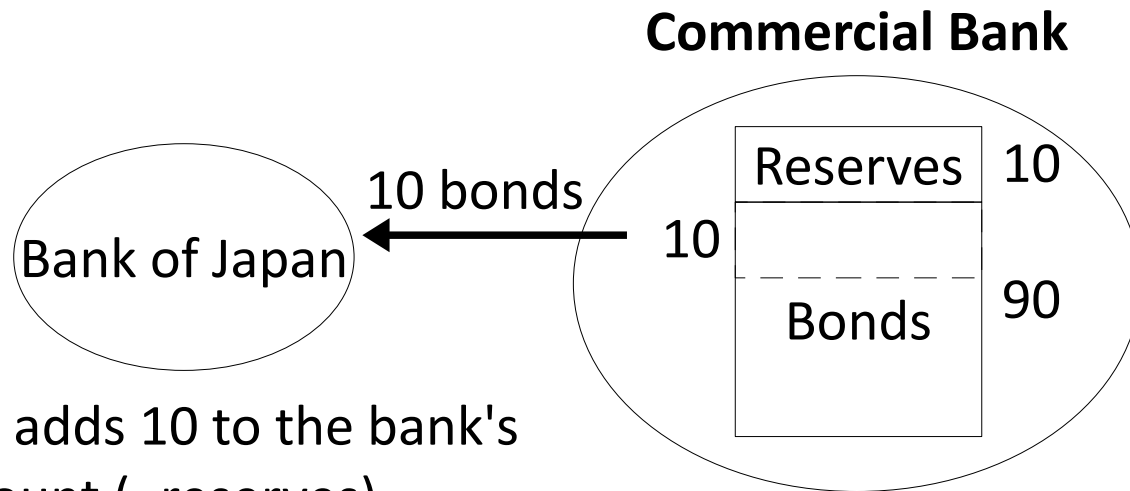 Commercial Bank
Reserves 10
10 bonds
10
Bank of Japan
90
Bonds
adds 10 to the bank's